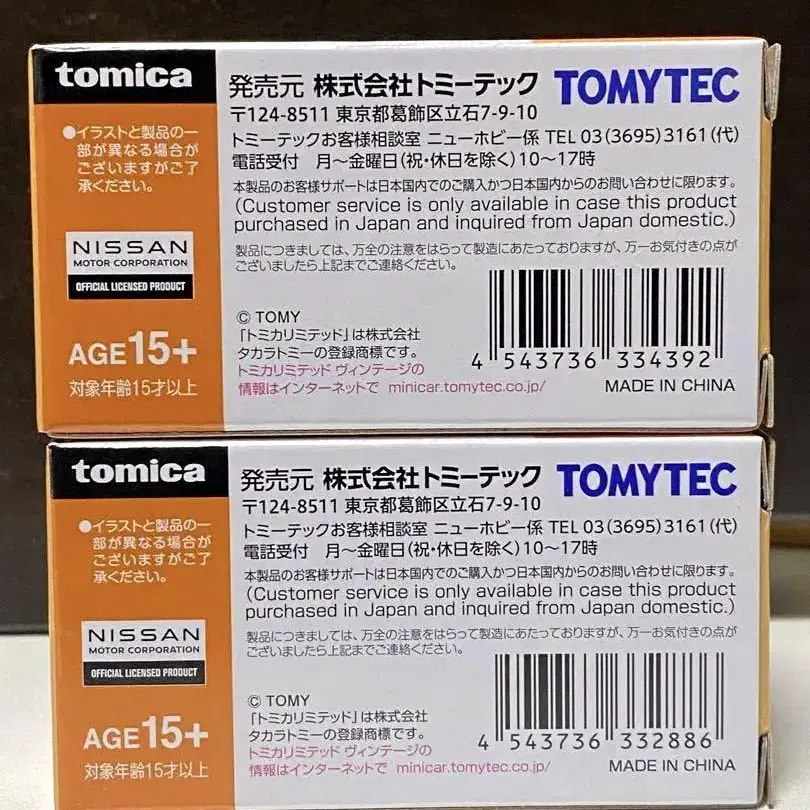 tomica
発売元 株式会社トミーテック TOMYTEC
〒124-8511 東京都葛飾区立石7-9-10
トミーテックお客様相談室 ニューホビー係 TEL 03(3695)3161(代)
電話受付 月〜金曜日(祝・休日を除く)10〜17時
本製品のお客様サポートは日本国内でのご購入かつ日本国内からのお問い合わせに限ります。
(Customer service is only available in case this product
purchased in Japan and inquired from Japan domestic.)
製品につきましては、万全の注意をはらって製造にあたっておりますが、万一お気付きの点が
ございましたら上記までご連絡ください。
●イラストと製品の一
部が異なる場合が
ございますがご了
承ください。
NISSAN
MOTOR CORPORATION
OFFICIAL LICENSED PRODUCT
AGE15+
対象年齢15才以上
© TOMY
「トミカリミテッド」は株式会社
タカラトミーの登録商標です。
トミカリミテッド ヴィンテージの
情報はインターネットで minicar.tomytec.co.jp/
4 543736 334392
MADE IN CHINA
tomica
発売元 株式会社トミーテック TOMYTEC
〒124-8511 東京都葛飾区立石7-9-10
トミーテックお客様相談室 ニューホビー係 TEL 03(3695)3161(代)
電話受付 月〜金曜日(祝・休日を除く)10〜17時
本製品のお客様サポートは日本国内でのご購入かつ日本国内からのお問い合わせに限ります。
(Customer service is only available in case this product
purchased in Japan and inquired from Japan domestic.)
製品につきましては、万全の注意をはらって製造にあたっておりますが、万一お気付きの点が
ございましたら上記までご連絡ください。
●イラストと製品の一
部が異なる場合が
ございますがご了
承ください。
NISSAN
MOTOR CORPORATION
OFFICIAL LICENSED PRODUCT
AGE15+
対象年齢15才以上
© TOMY
「トミカリミテッド」は株式会社
タカラトミーの登録商標です。
トミカリミテッド ヴィンテージの
情報はインターネットで minicar.tomytec.co.jp/
4 543736 332886
MADE IN CHINA